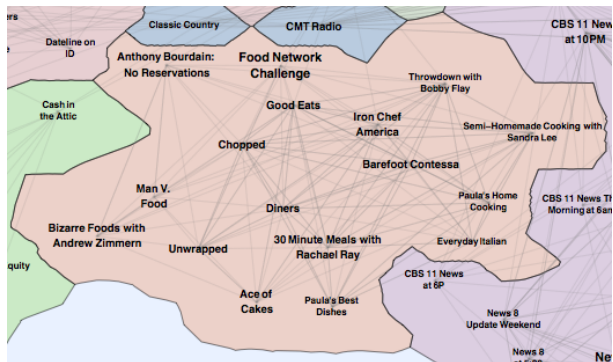 ers
e
Dateline on
ID
Classic Country
CMT Radio
CBS 11 News
at 10PM
Anthony Bourdain:
No Reservations
Food Network
Challenge
Throwdown with
Bobby Flay
Cash in
the Attic
Good Eats
Iron Chef
America
Semi-Homemade Cooking with
Sandra Lee
Chopped
Barefoot Contessa
Man V.
Food
Diners
Paula's Home
Cooking
CBS 11 News Th
Morning at 6am
Bizarre Foods with
Andrew Zimmern
Unwrapped
30 Minute Meals with
Rachael Ray
Everyday Italian
equity
CBS 11 News
at 6P
Ace of
Cakes
Paula's Best
Dishes
News 8
Update Weekend
News 8
Ne